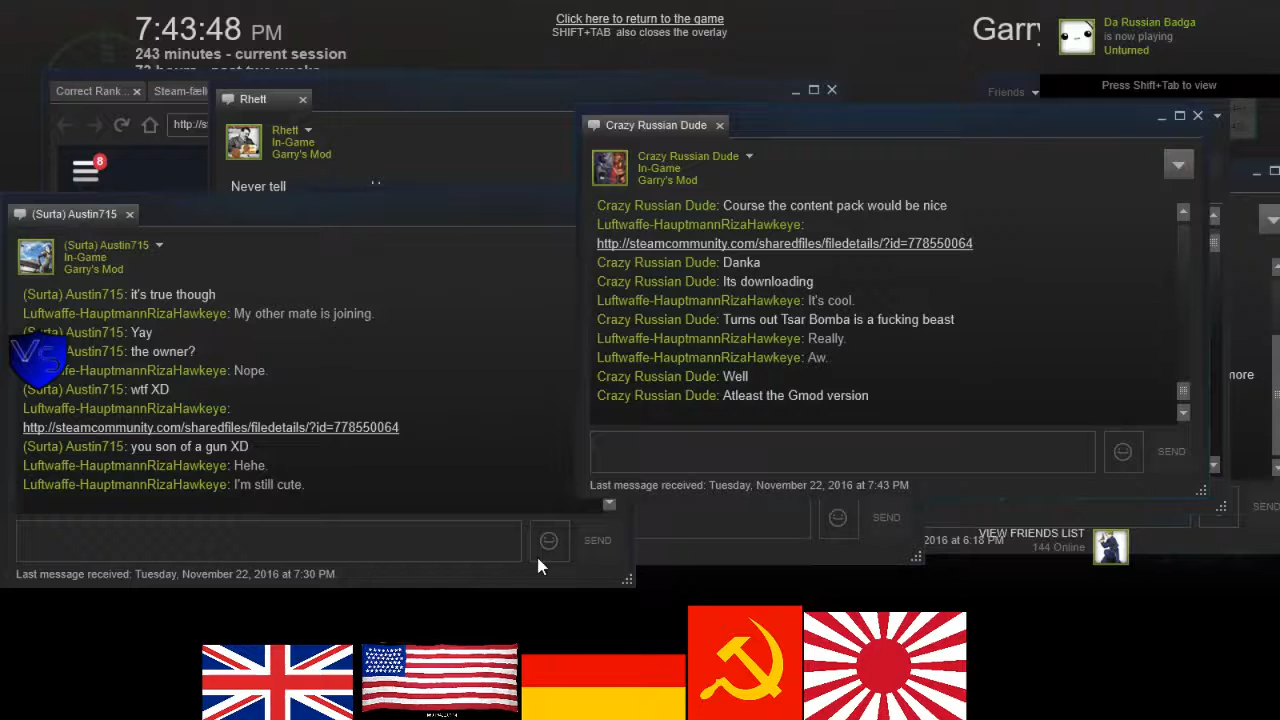 7:43:48 PM
243 minutes - current session
Click here to return to the game
SHIFT+TAB also closes the overlay
Garry
Da Russian Badga
is now playing
Unturned
Press Shift+Tab to view
Friends
Correct Rank...
Steam-fæll
http://s
8
Rhett
Rhett
In-Game
Garry's Mod
Never tell
(Surta) Austin715
(Surta) Austin715
In-Game
Garry's Mod
(Surta) Austin715: it's true though
Luftwaffe-HauptmannRizaHawkeye: My other mate is joining.
(Surta) Austin715: Yay
Austin715: the owner?
fe-HauptmannRizaHawkeye: Nope.
(Surta) Austin715: wtf XD
Luftwaffe-HauptmannRizaHawkeye:
http://steamcommunity.com/sharedfiles/filedetails/?id=778550064
(Surta) Austin715: you son of a gun XD
Luftwaffe-HauptmannRizaHawkeye: Hehe.
Luftwaffe-HauptmannRizaHawkeye: I'm still cute.
SEND
Last message received: Tuesday, November 22, 2016 at 7:30 PM
VS
Crazy Russian Dude
Crazy Russian Dude
In-Game
Garry's Mod
Crazy Russian Dude: Course the content pack would be nice
Luftwaffe-HauptmannRizaHawkeye:
http://steamcommunity.com/sharedfiles/filedetails/?id=778550064
Crazy Russian Dude: Danka
Crazy Russian Dude: Its downloading
Luftwaffe-HauptmannRizaHawkeye: It's cool.
Crazy Russian Dude: Turns out Tsar Bomba is a fucking beast
Luftwaffe-HauptmannRizaHawkeye: Really.
Luftwaffe-HauptmannRizaHawkeye: Aw.
Crazy Russian Dude: Well
Crazy Russian Dude: Atleast the Gmod version
SEND
Last message received: Tuesday, November 22, 2016 at 7:43 PM
more
SEND
SEND
2016 at 6:18 PM
VIEW FRIENDS LIST
144 Online